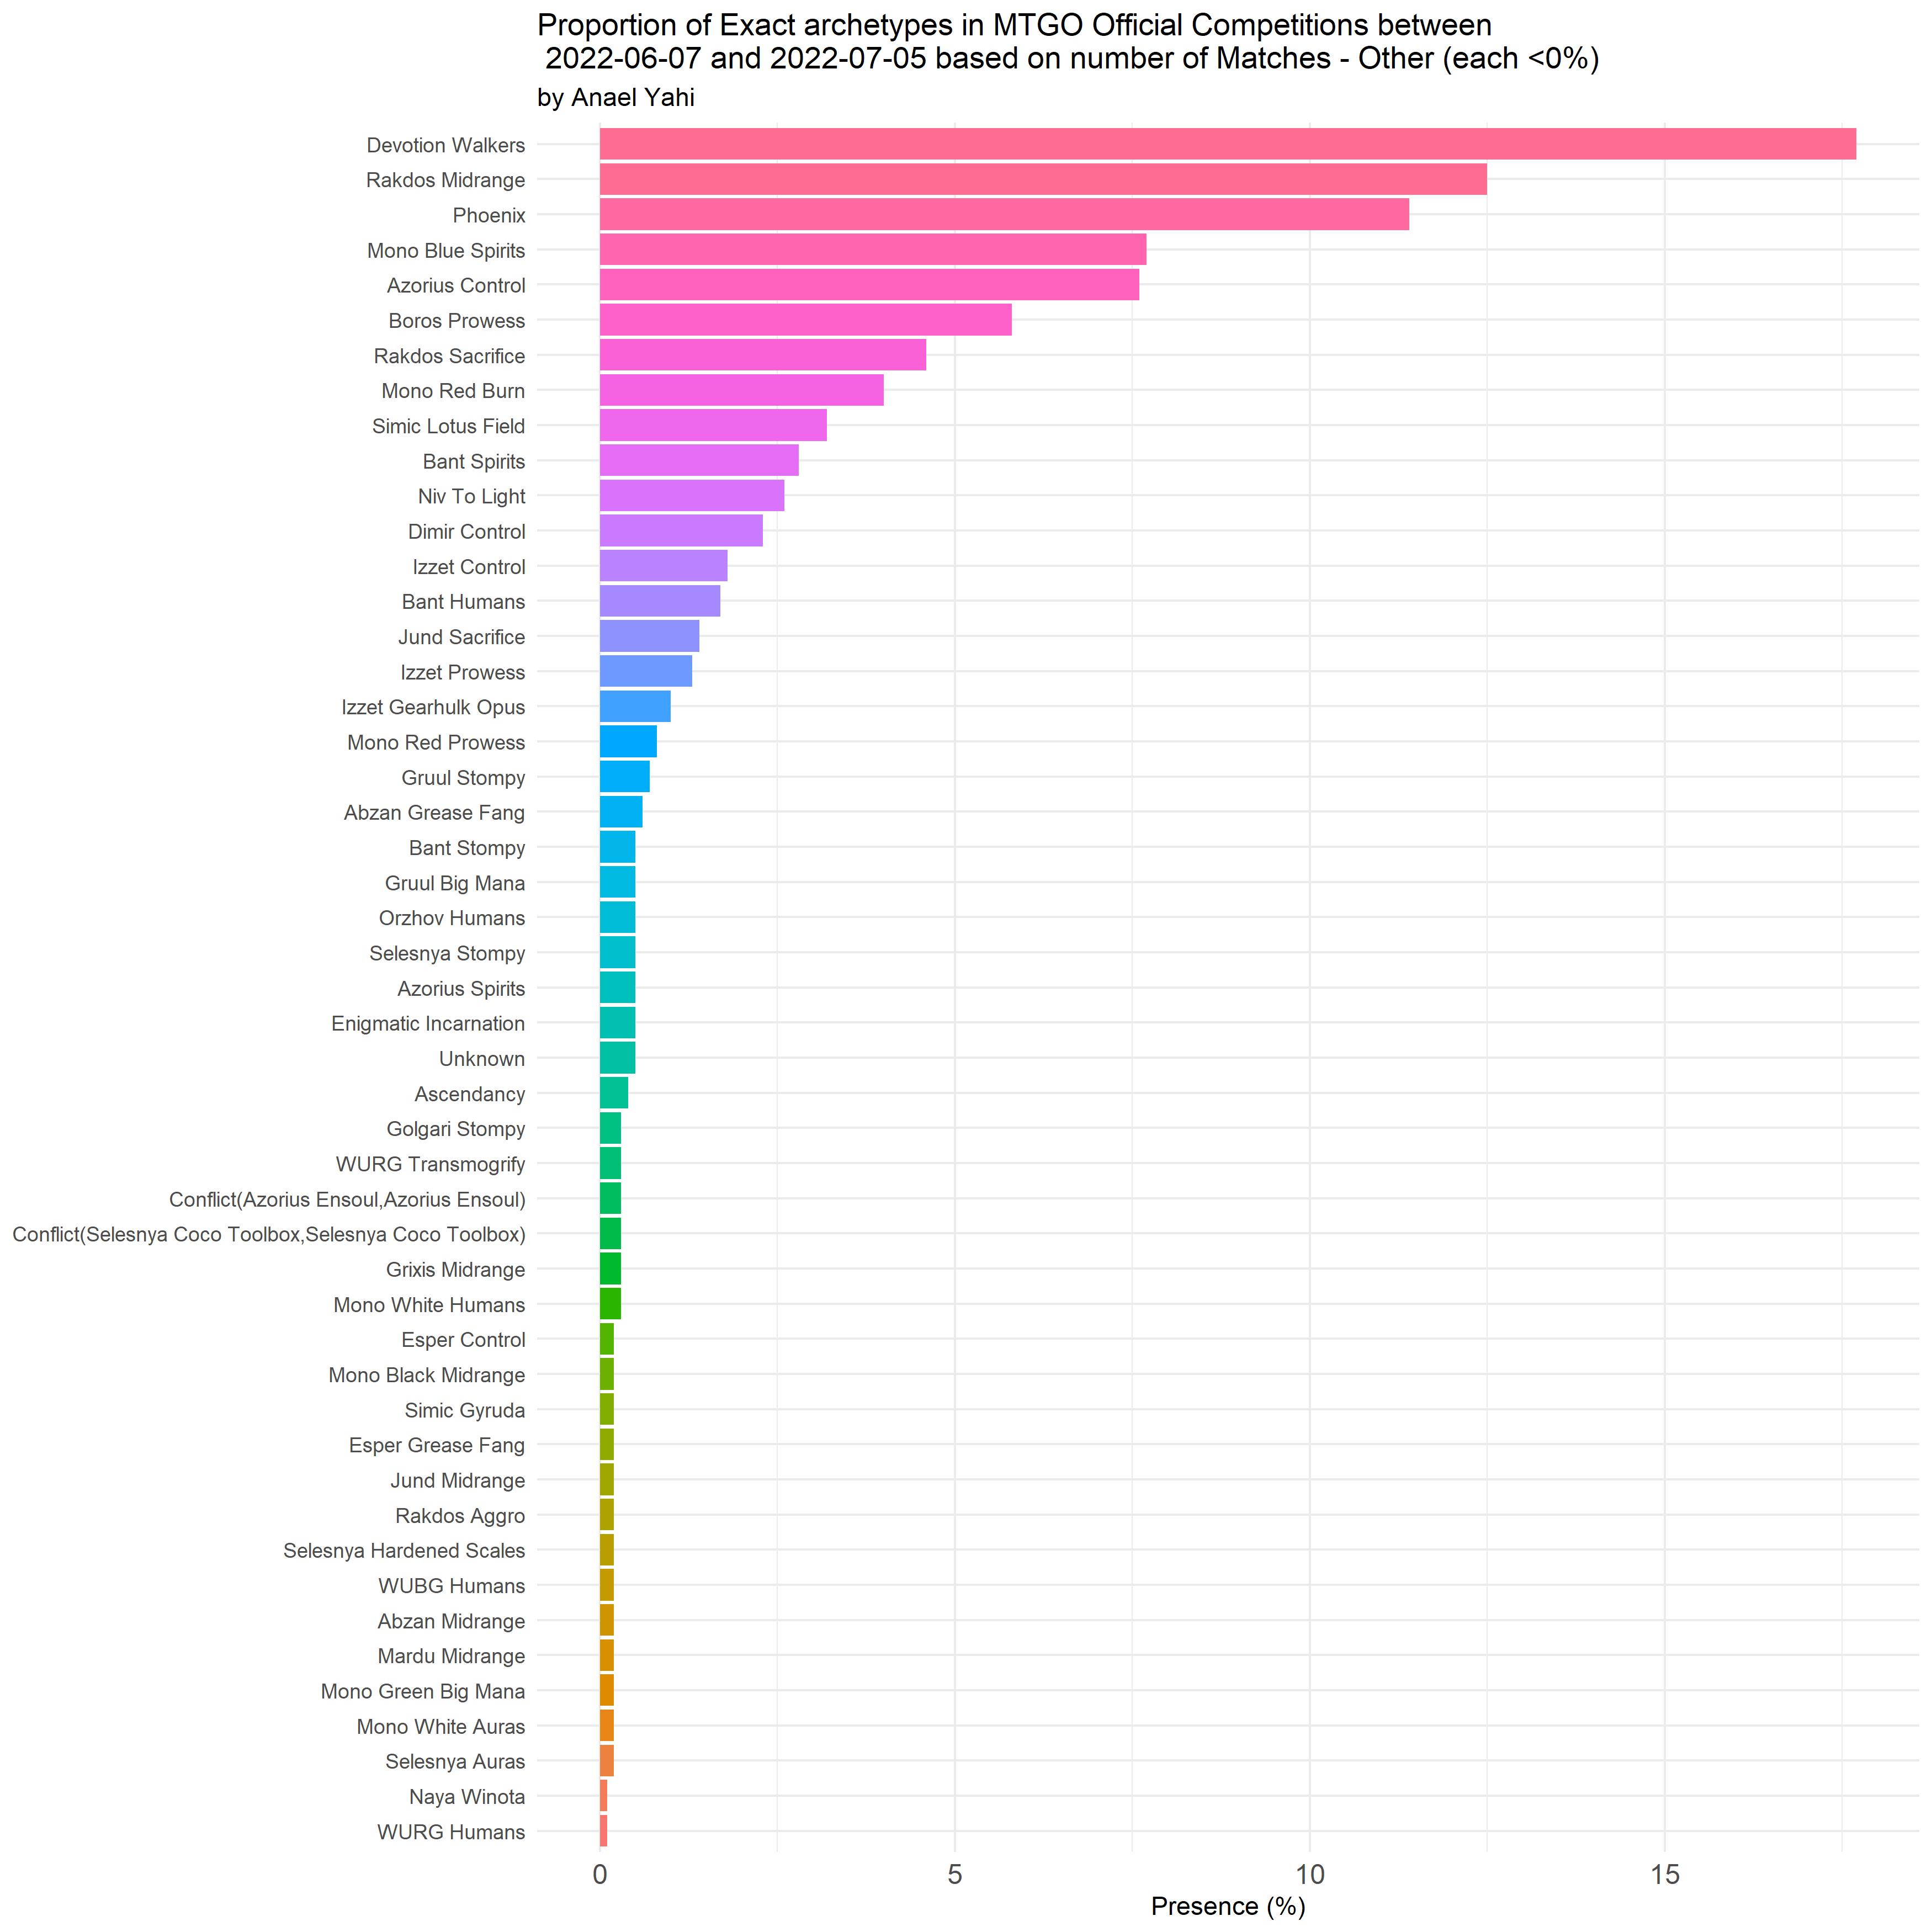 Proportion of Exact archetypes in MTGO Official Competitions between
2022-06-07 and 2022-07-05 based on number of Matches - Other (each <0%)
by Anael Yahi
Devotion Walkers
Rakdos Midrange
Phoenix
Mono Blue Spirits
Azorius Control
Boros Prowess
Rakdos Sacrifice
Mono Red Burn
Simic Lotus Field
Bant Spirits
Niv To Light
Dimir Control
Izzet Control
Bant Humans
Jund Sacrifice
Izzet Prowess
Izzet Gearhulk Opus
Mono Red Prowess
Gruul Stompy
Abzan Grease Fang
Bant Stompy
Gruul Big Mana
Orzhov Humans
Selesnya Stompy
Azorius Spirits
Enigmatic Incarnation
Unknown
Ascendancy
Golgari Stompy
WURG Transmogrify
Conflict(Azorius Ensoul,Azorius Ensoul)
Conflict(Selesnya Coco Toolbox,Selesnya Coco Toolbox)
Grixis Midrange
Mono White Humans
Esper Control
Mono Black Midrange
Simic Gyruda
Esper Grease Fang
Jund Midrange
Rakdos Aggro
Selesnya Hardened Scales
WUBG Humans
Abzan Midrange
Mardu Midrange
Mono Green Big Mana
Mono White Auras
Selesnya Auras
Naya Winota
WURG Humans
0 5 10 15
Presence (%)